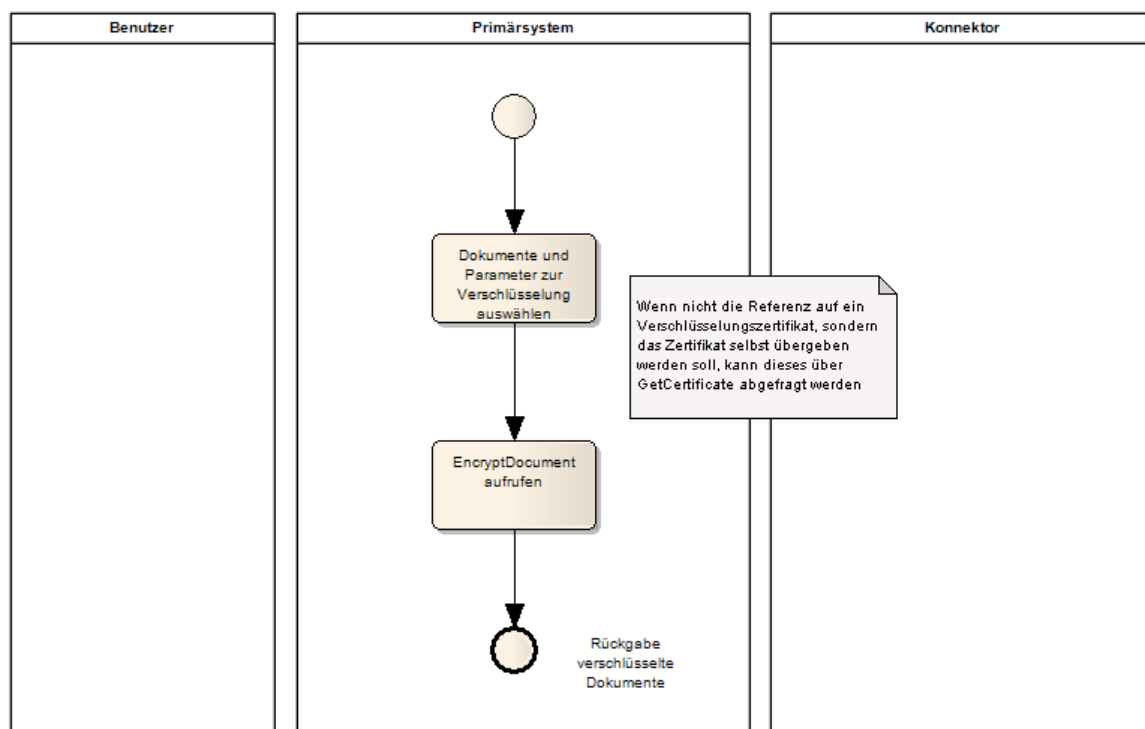 Benutzer
Primärsystem
Konnektor
Dokumente und
Parameter zur
Verschlüsselung
auswählen
Wenn nicht die Referenz auf ein
Verschlüsselungszertifikat, sondern
das Zertifikat selbst übergeben
werden soll, kann dieses über
GetCertificate abgefragt werden
EncryptDocument
aufrufen
Rückgabe
verschlüsselte
Dokumente